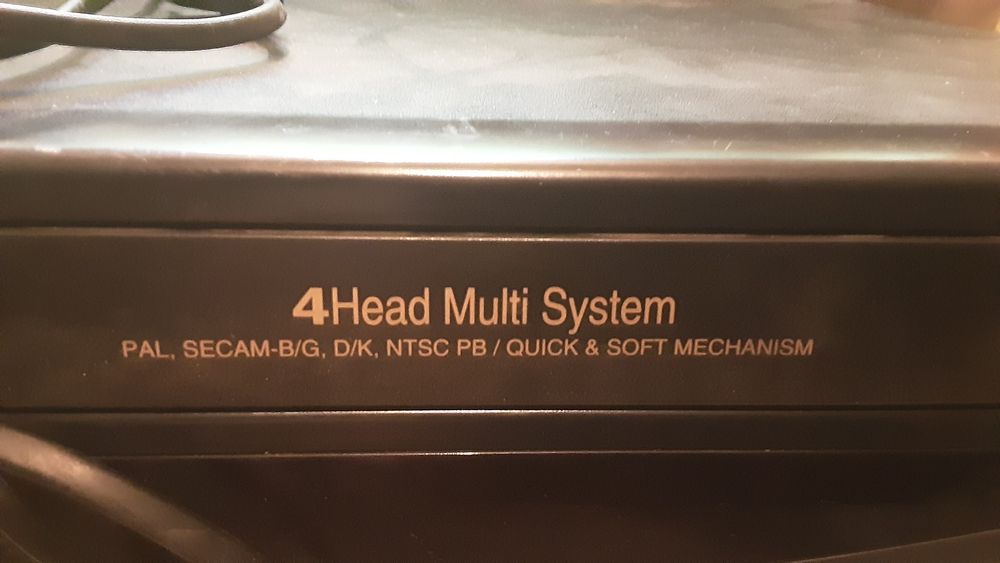 4Head Multi System
PAL, SECAM-B/G, D/K, NTSC PB / QUICK & SOFT MECHANISM